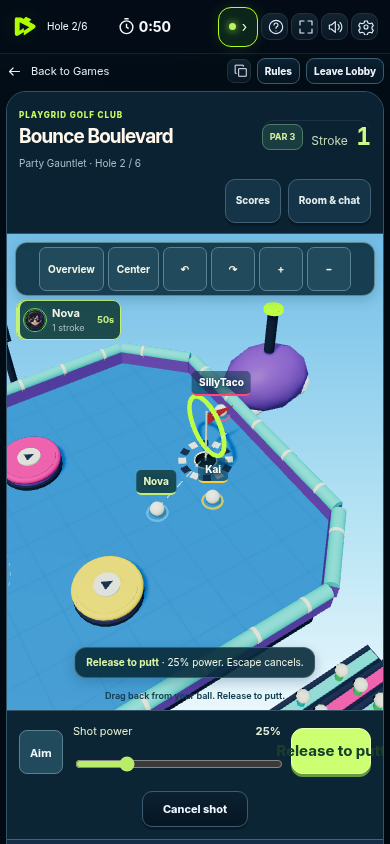 Hole 2/6
0:50
Back to Games
Rules
Leave Lobby
PLAYGRID GOLF CLUB
Bounce Boulevard
PAR 3
Stroke 1
Party Gauntlet · Hole 2 / 6
Scores
Room & chat
Overview
Center
↶
↷
+
−
Nova
1 stroke
50s
SillyTaco
Kai
Nova
Release to putt · 25% power. Escape cancels.
Drag back from your ball. Release to putt.
Shot power
25%
Aim
Release to putt
Cancel shot